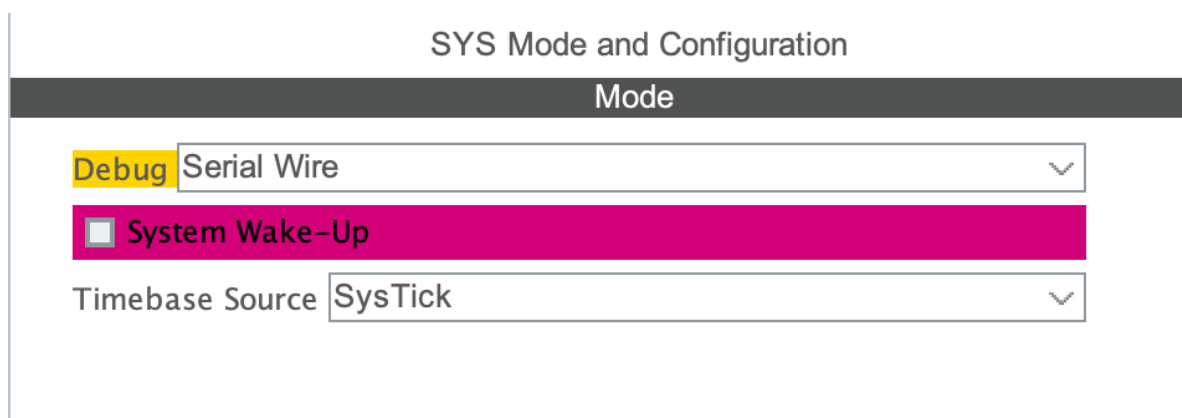 SYS Mode and Configuration
Mode
Debug Serial Wire
System Wake-Up
Timebase Source SysTick